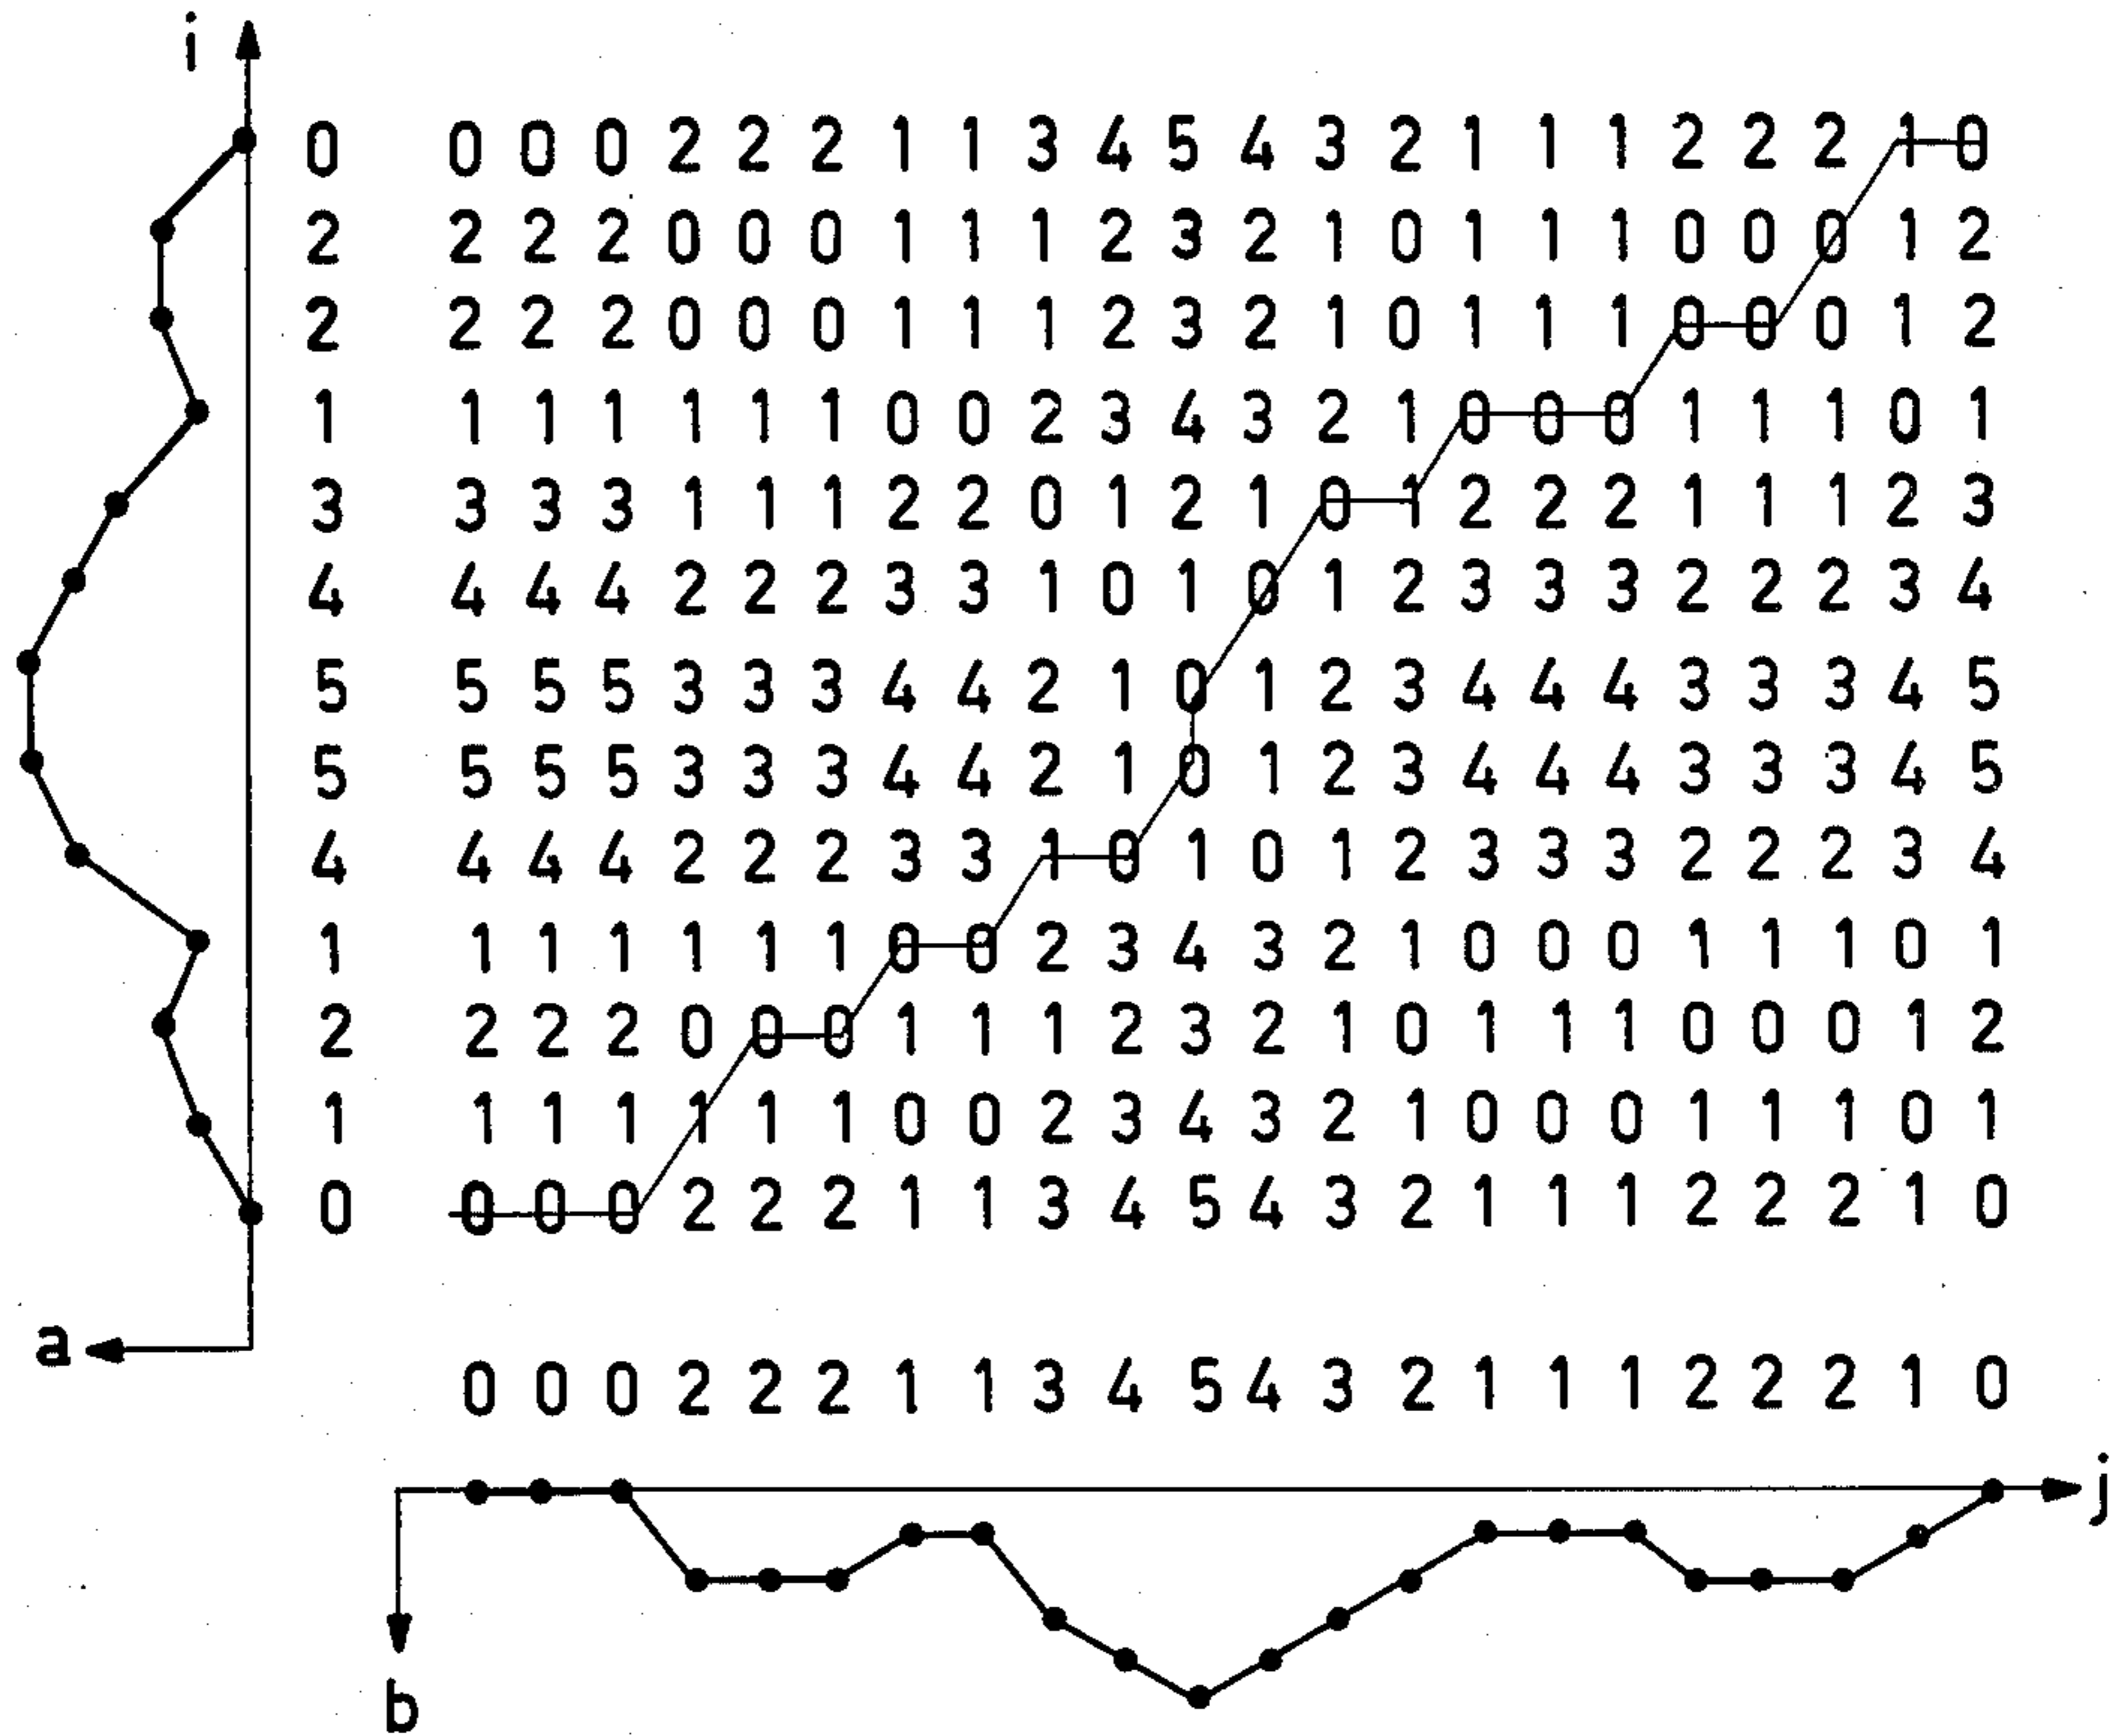 i
0 0 0 0 2 2 2 1 1 3 4 5 4 3 2 1 1 1 2 2 2 1 0
2 2 2 2 0 0 0 1 1 1 2 3 2 1 0 1 1 1 0 0 0 1 2
2 2 2 2 0 0 0 1 1 1 2 3 2 1 0 1 1 1 0 0 0 1 2
1 1 1 1 1 1 1 0 0 2 3 4 3 2 1 0 0 0 1 1 1 0 1
3 3 3 3 1 1 1 2 2 0 1 2 1 0 1 2 2 2 1 1 1 2 3
4 4 4 4 2 2 2 3 3 1 0 1 0 1 2 3 3 3 2 2 2 3 4
5 5 5 5 3 3 3 4 4 2 1 0 1 2 3 4 4 4 3 3 3 4 5
5 5 5 5 3 3 3 4 4 2 1 0 1 2 3 4 4 4 3 3 3 4 5
4 4 4 4 2 2 2 3 3 1 0 1 0 1 2 3 3 3 2 2 2 3 4
1 1 1 1 1 1 1 0 0 2 3 4 3 2 1 0 0 0 1 1 1 0 1
2 2 2 2 0 0 0 1 1 1 2 3 2 1 0 1 1 1 0 0 0 1 2
1 1 1 1 1 1 1 0 0 2 3 4 3 2 1 0 0 0 1 1 1 0 1
0 0 0 0 2 2 2 1 1 3 4 5 4 3 2 1 1 1 2 2 2 1 0
a
0 0 0 2 2 2 1 1 3 4 5 4 3 2 1 1 1 2 2 2 1 0
j
b